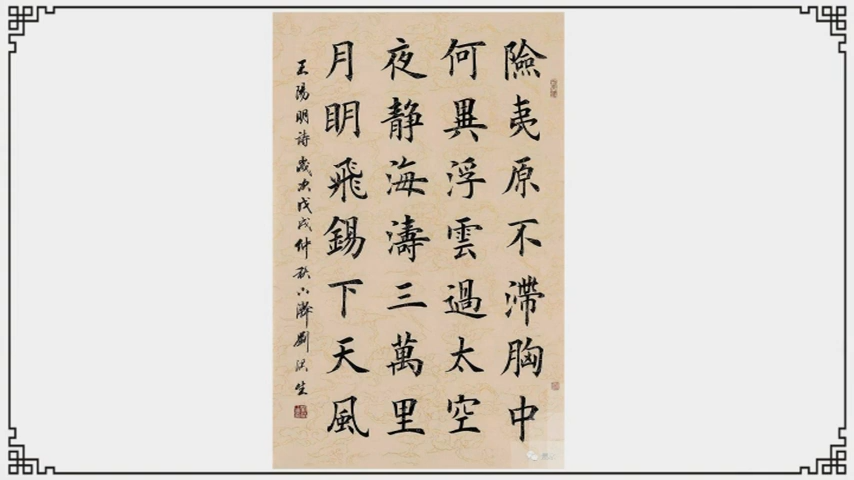 險夷原不滯胸中
何異浮雲過太空
夜静海濤三萬里
月明飛錫下天風
王陽明詩歲次戊戌仲秋